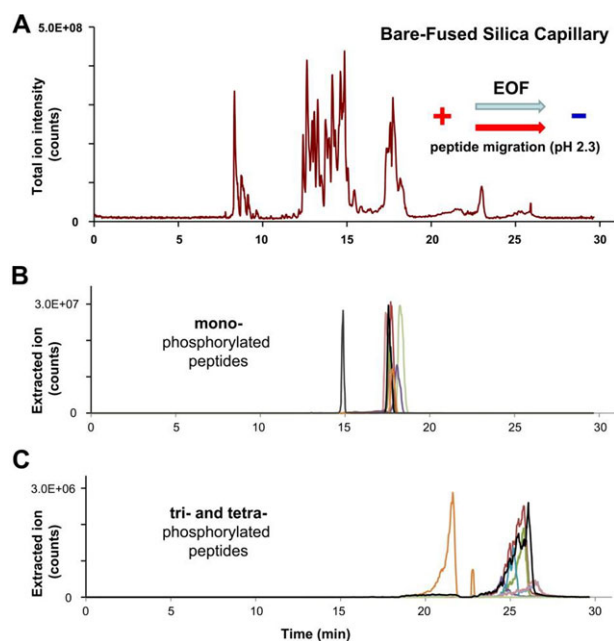 A
Bare-Fused Silica Capillary
5.0E+08
0
Total ion intensity
(counts)
EOF
+
−
peptide migration (pH 2.3)
0 5 10 15 20 25 30
B
3.0E+07
0
Extracted ion
(counts)
mono-
phosphorylated
peptides
0 5 10 15 20 25 30
C
3.0E+06
0
Extracted ion
(counts)
tri- and tetra-
phosphorylated
peptides
0 5 10 15 20 25 30
Time (min)